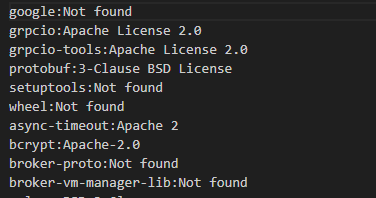 google:Not found
grpcio:Apache License 2.0
grpcio-tools:Apache License 2.0
protobuf:3-Clause BSD License
setuptools:Not found
wheel:Not found
async-timeout:Apache 2
bcrypt:Apache-2.0
broker-proto:Not found
broker-vm-manager-lib:Not found